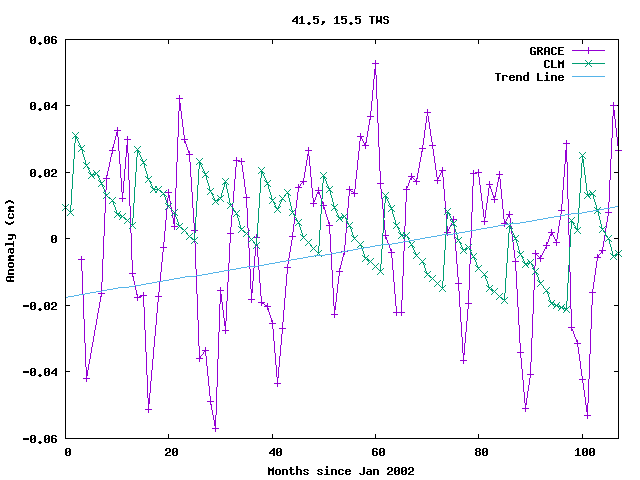 41.5, 15.5 TWS
GRACE
CLM
Trend Line
0.06
0.04
0.02
0
-0.02
-0.04
-0.06
Anomaly (cm)
0 20 40 60 80 100
Months since Jan 2002